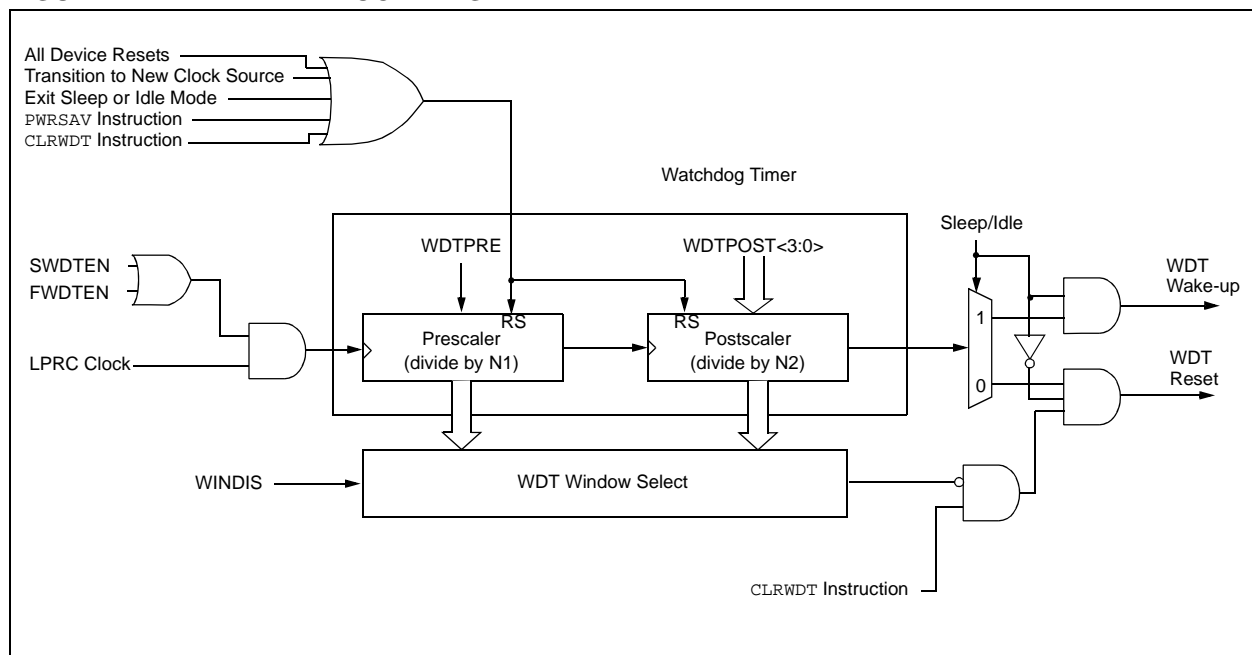 All Device Resets
Transition to New Clock Source
Exit Sleep or Idle Mode
PWRSAV Instruction
CLRWDT Instruction
Watchdog Timer
Sleep/Idle
WDTPRE
WDTPOST<3:0>
SWDTEN
FWDTEN
WDT
Wake-up
RS
RS
1
Prescaler
(divide by N1)
Postscaler
(divide by N2)
LPRC Clock
WDT
Reset
0
WINDIS
WDT Window Select
CLRWDT Instruction